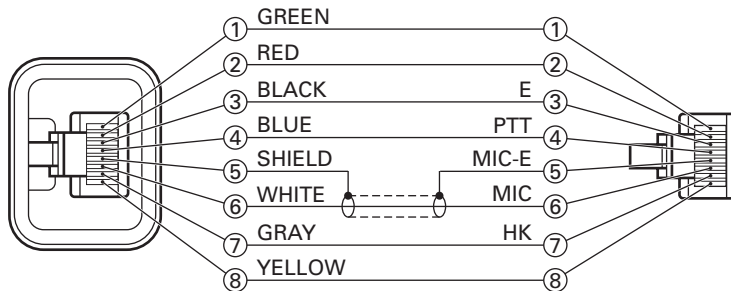 ① GREEN ①
② RED ②
③ BLACK E ③
④ BLUE PTT ④
⑤ SHIELD MIC-E ⑤
⑥ WHITE MIC ⑥
⑦ GRAY HK ⑦
⑧ YELLOW ⑧